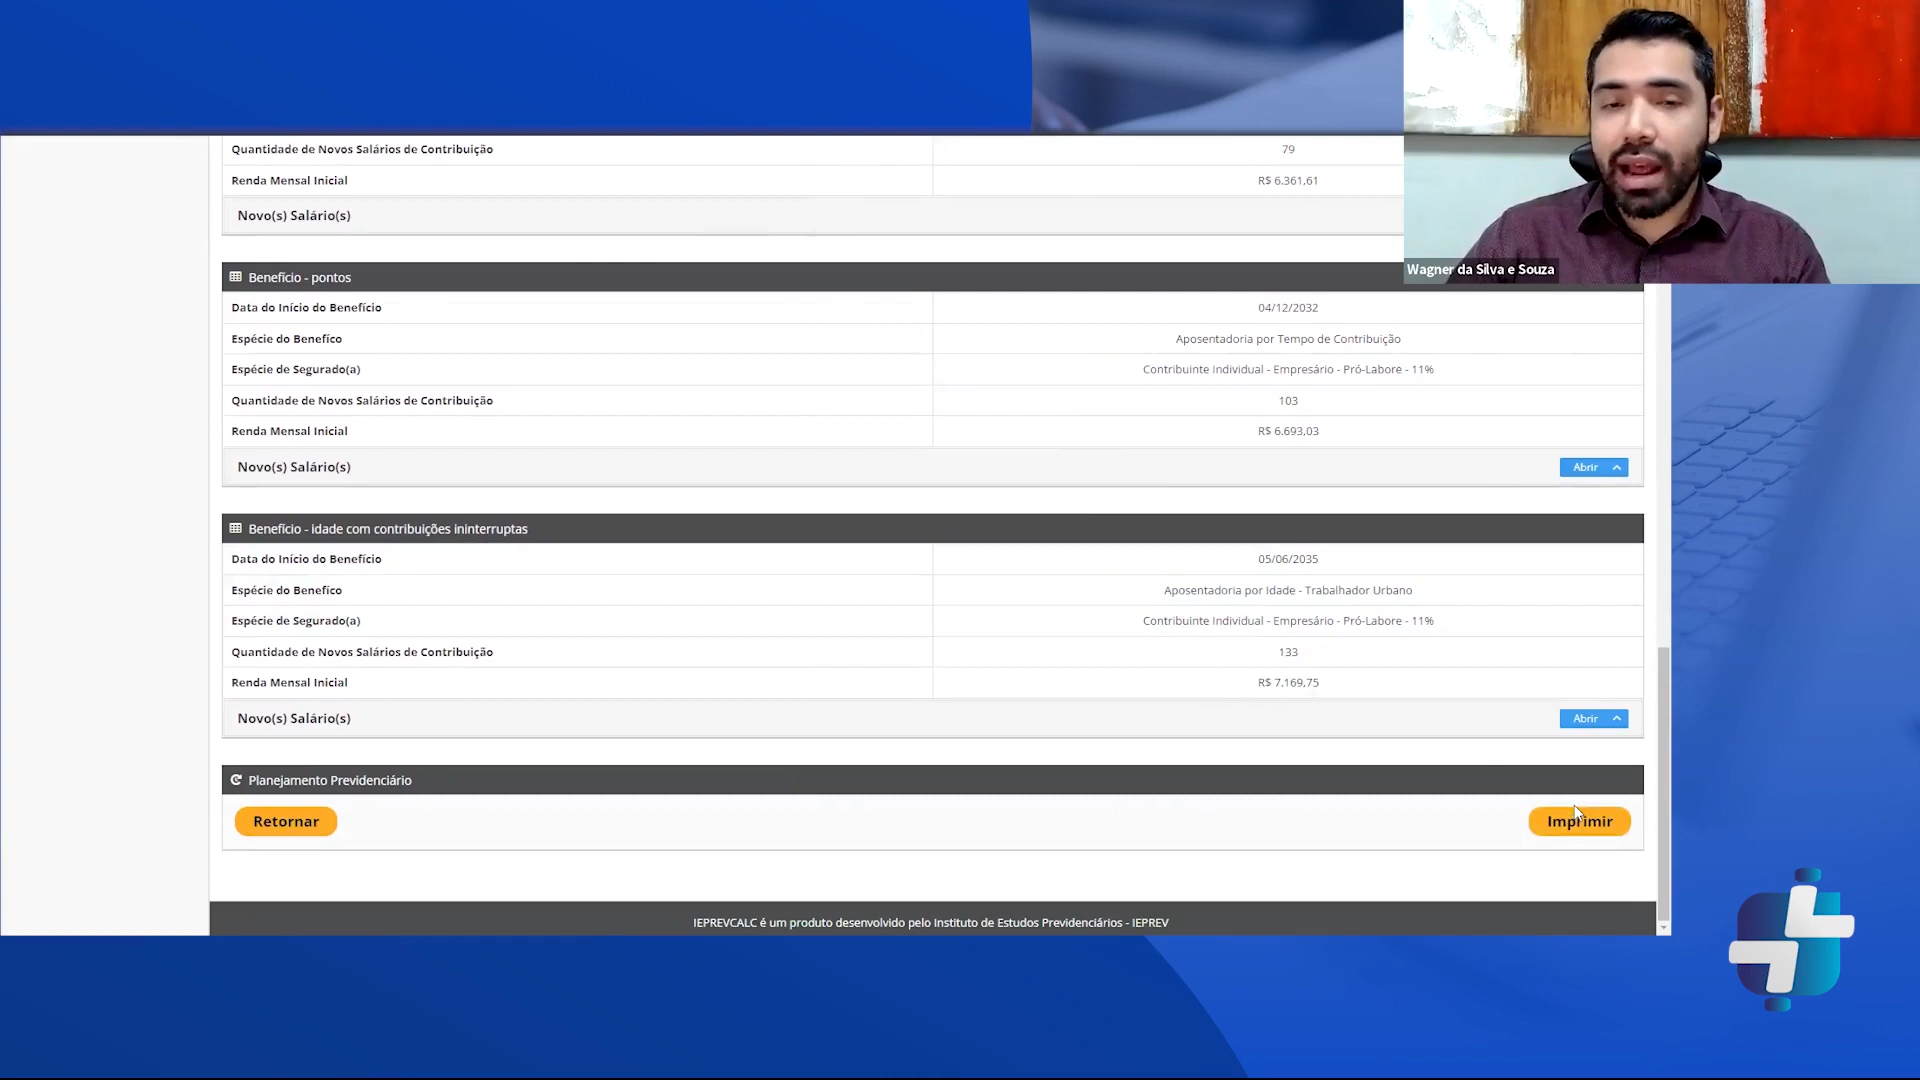 Quantidade de Novos Salários de Contribuição 79
Renda Mensal Inicial R$ 6.361,61
Novo(s) Salário(s)
Wagner da Silva e Souza
Benefício - pontos
Data do Início do Benefício 04/12/2032
Espécie do Benefíco Aposentadoria por Tempo de Contribuição
Espécie de Segurado(a) Contribuinte Individual - Empresário - Pró-Labore - 11%
Quantidade de Novos Salários de Contribuição 103
Renda Mensal Inicial R$ 6.693,03
Novo(s) Salário(s) Abrir
Benefício - idade com contribuições ininterruptas
Data do Início do Benefício 05/06/2035
Espécie do Benefíco Aposentadoria por Idade - Trabalhador Urbano
Espécie de Segurado(a) Contribuinte Individual - Empresário - Pró-Labore - 11%
Quantidade de Novos Salários de Contribuição 133
Renda Mensal Inicial R$ 7.169,75
Novo(s) Salário(s) Abrir
Planejamento Previdenciário
Retornar Imprimir
IEPREVCALC é um produto desenvolvido pelo Instituto de Estudos Previdenciários - IEPREV